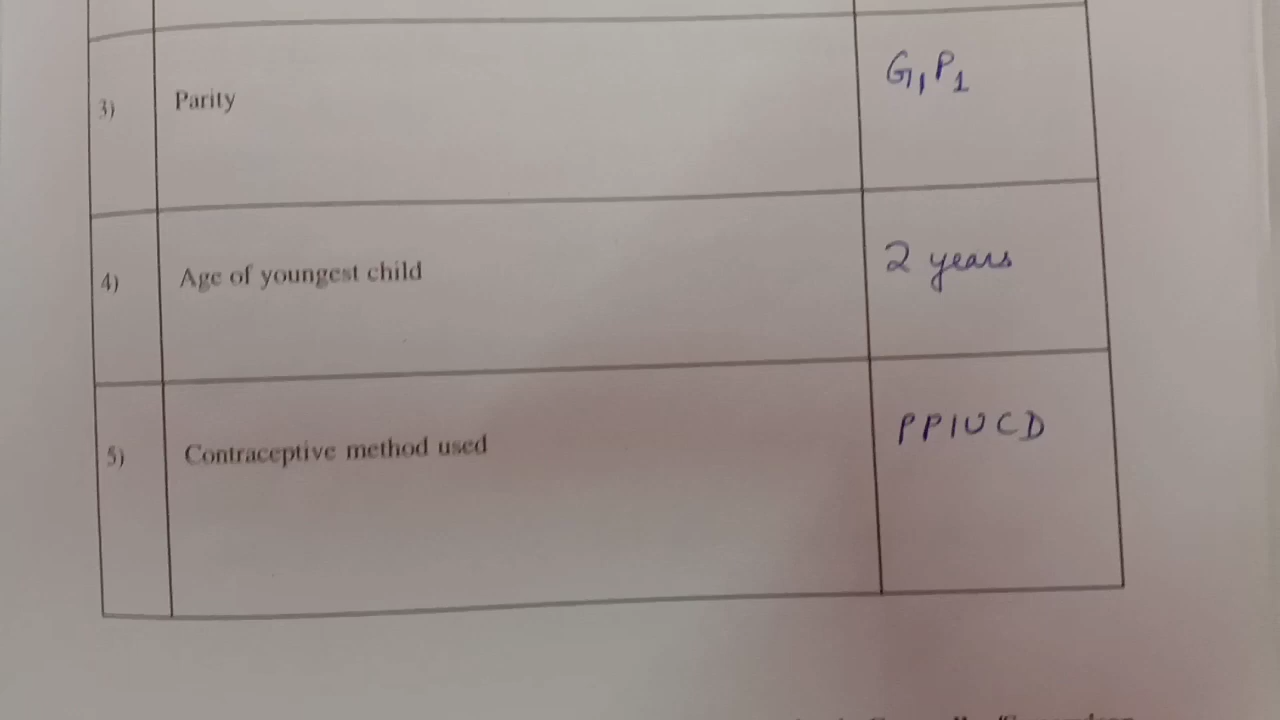 3) Parity G1P1
4) Age of youngest child 2 years
5) Contraceptive method used PPIUCD